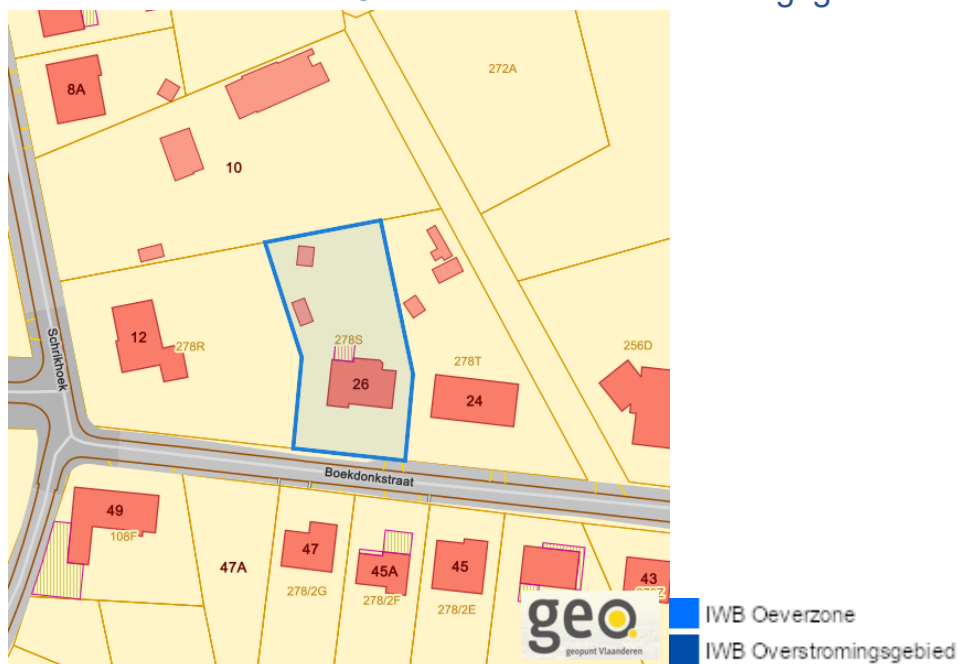 8A
272A
10
Schrikhoek
12
278R
278S
26
278T
24
256D
Boekdonkstraat
49
108F
47A
47
278/2G
45A
278/2F
45
278/2E
43
geo
geopunt Vlaanderen
IWB Oeverzone
IWB Overstromingsgebied